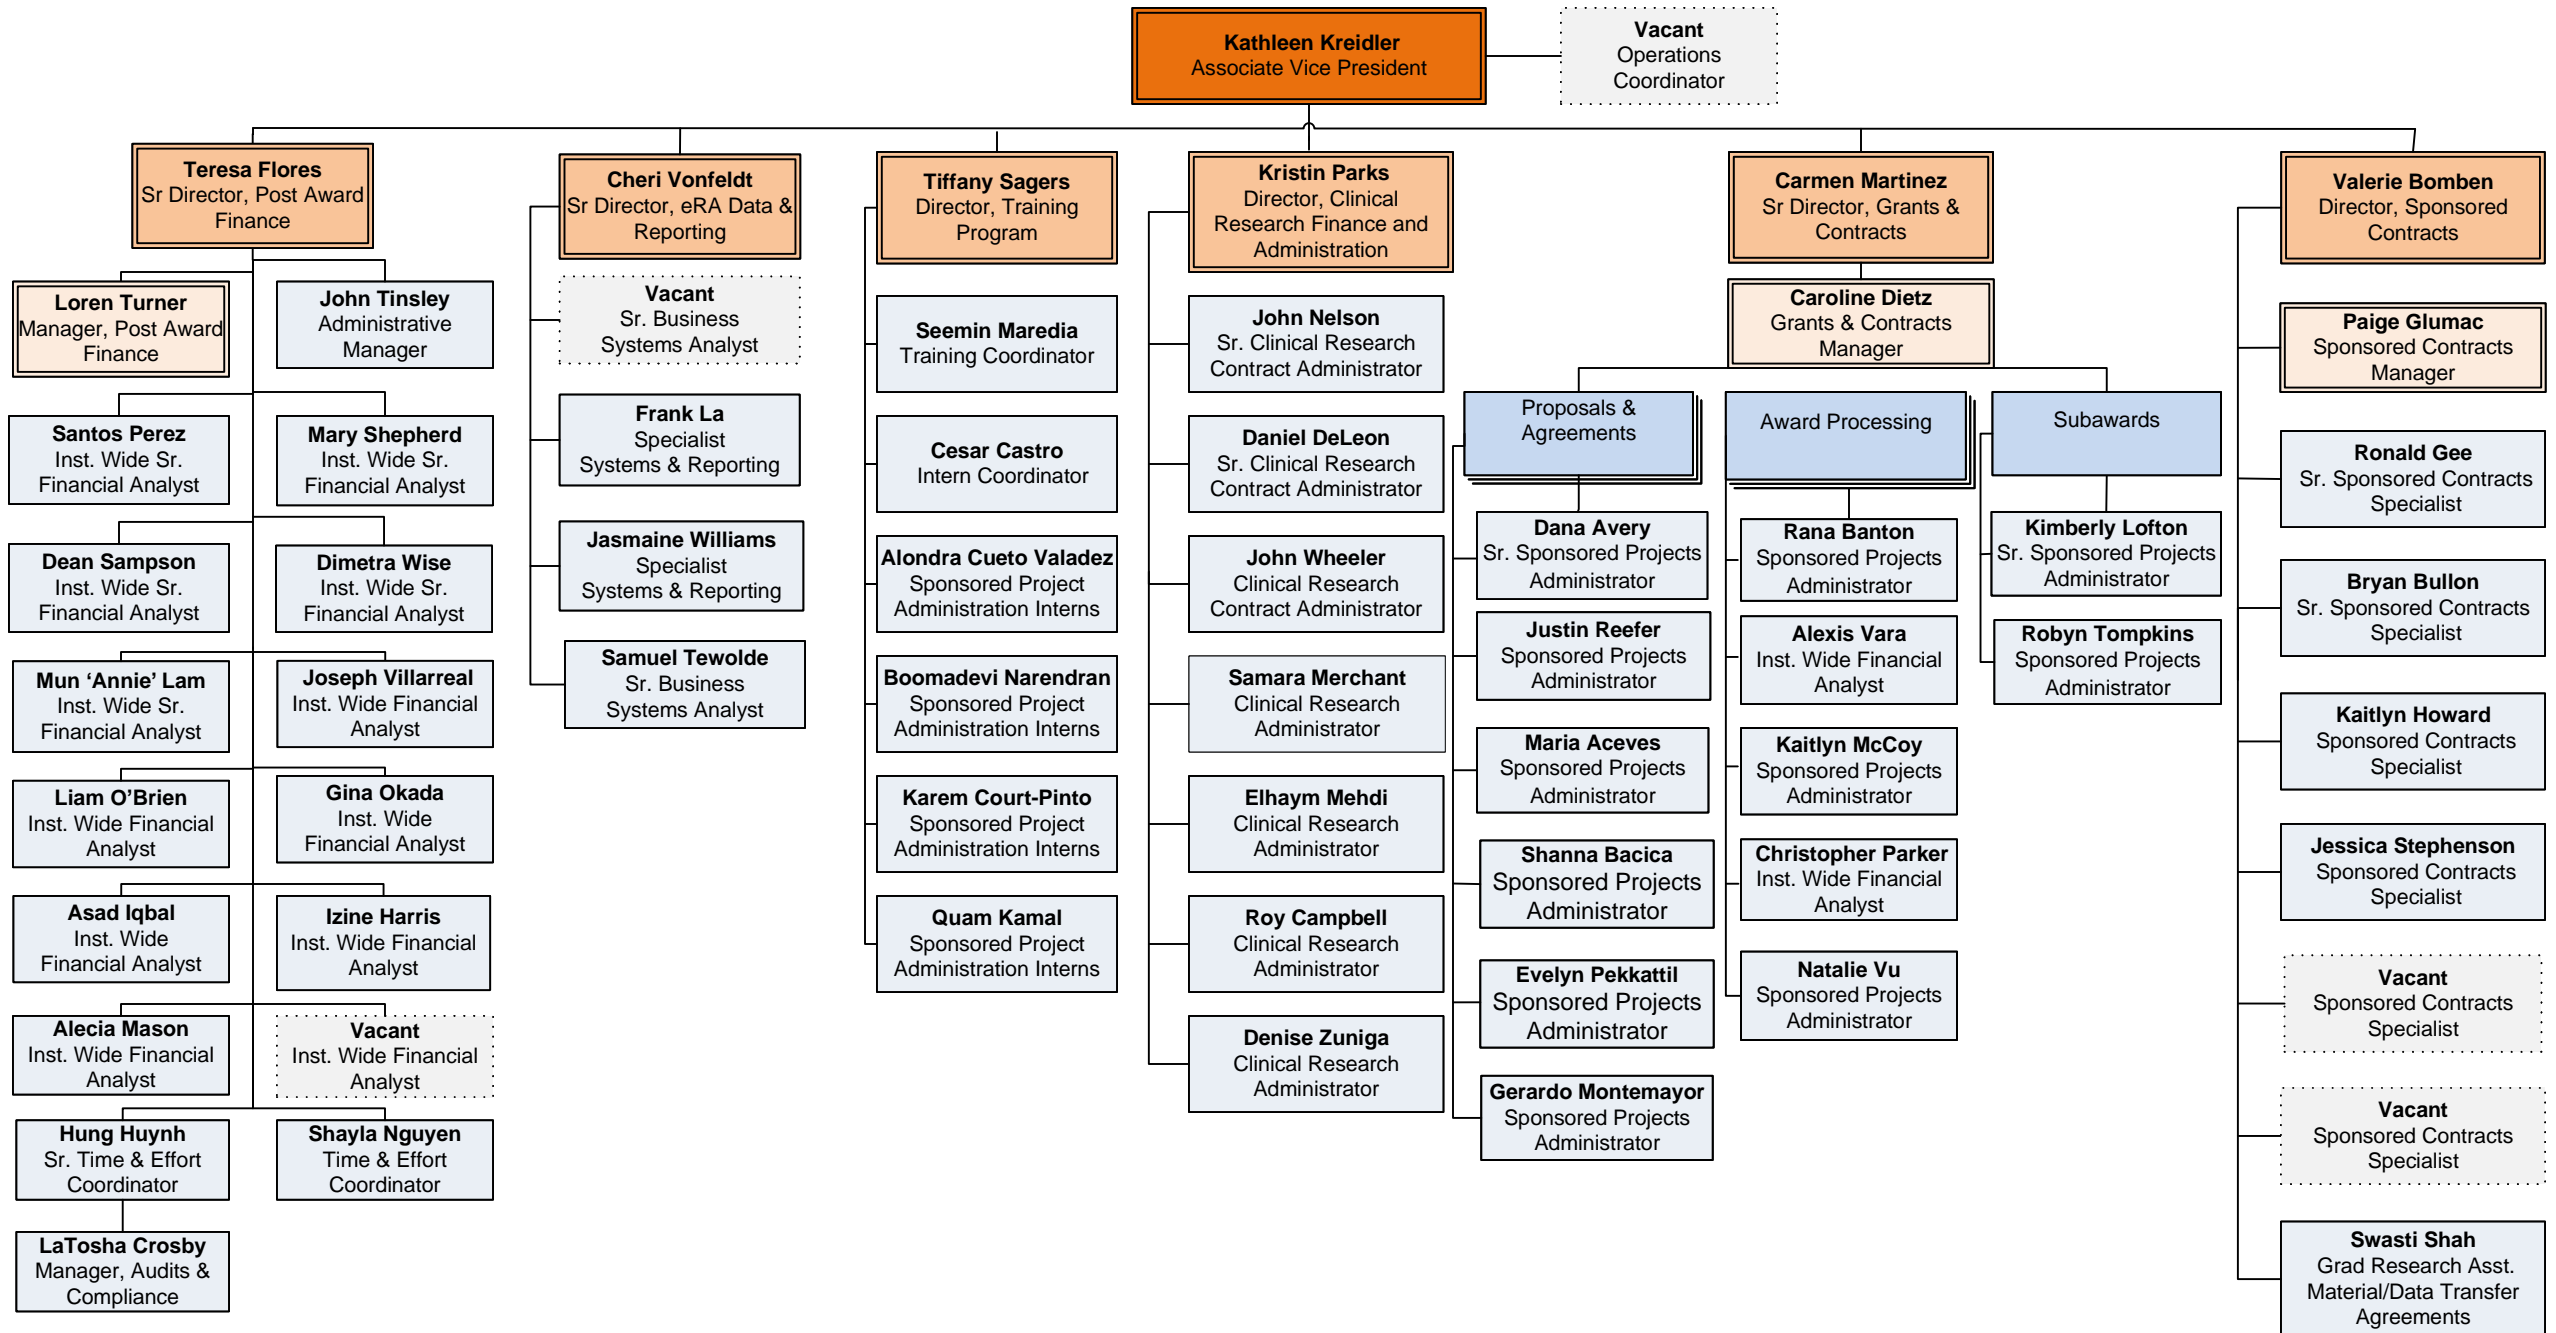 Kathleen Kreidler
Associate Vice President
Vacant
Operations
Coordinator
Teresa Flores
Sr Director, Post Award
Finance
Loren Turner
Manager, Post Award
Finance
John Tinsley
Administrative
Manager
Santos Perez
Inst. Wide Sr.
Financial Analyst
Mary Shepherd
Inst. Wide Sr.
Financial Analyst
Dean Sampson
Inst. Wide Sr.
Financial Analyst
Dimetra Wise
Inst. Wide Sr.
Financial Analyst
Mun ‘Annie’ Lam
Inst. Wide Sr.
Financial Analyst
Joseph Villarreal
Inst. Wide Financial
Analyst
Liam O’Brien
Inst. Wide Financial
Analyst
Gina Okada
Inst. Wide
Financial Analyst
Asad Iqbal
Inst. Wide
Financial Analyst
Izine Harris
Inst. Wide Financial
Analyst
Alecia Mason
Inst. Wide Financial
Analyst
Vacant
Inst. Wide Financial
Analyst
Hung Huynh
Sr. Time & Effort
Coordinator
Shayla Nguyen
Time & Effort
Coordinator
LaTosha Crosby
Manager, Audits &
Compliance
Cheri Vonfeldt
Sr Director, eRA Data &
Reporting
Vacant
Sr. Business
Systems Analyst
Frank La
Specialist
Systems & Reporting
Jasmaine Williams
Specialist
Systems & Reporting
Samuel Tewolde
Sr. Business
Systems Analyst
Tiffany Sagers
Director, Training
Program
Seemin Maredia
Training Coordinator
Cesar Castro
Intern Coordinator
Alondra Cueto Valadez
Sponsored Project
Administration Interns
Boomadevi Narendran
Sponsored Project
Administration Interns
Karem Court-Pinto
Sponsored Project
Administration Interns
Quam Kamal
Sponsored Project
Administration Interns
Kristin Parks
Director, Clinical
Research Finance and
Administration
John Nelson
Sr. Clinical Research
Contract Administrator
Daniel DeLeon
Sr. Clinical Research
Contract Administrator
John Wheeler
Clinical Research
Contract Administrator
Samara Merchant
Clinical Research
Administrator
Elhaym Mehdi
Clinical Research
Administrator
Roy Campbell
Clinical Research
Administrator
Denise Zuniga
Clinical Research
Administrator
Carmen Martinez
Sr Director, Grants &
Contracts
Caroline Dietz
Grants & Contracts
Manager
Proposals &
Agreements
Dana Avery
Sr. Sponsored Projects
Administrator
Justin Reefer
Sponsored Projects
Administrator
Maria Aceves
Sponsored Projects
Administrator
Shanna Bacica
Sponsored Projects
Administrator
Evelyn Pekkattil
Sponsored Projects
Administrator
Gerardo Montemayor
Sponsored Projects
Administrator
Award Processing
Rana Banton
Sponsored Projects
Administrator
Alexis Vara
Inst. Wide Financial
Analyst
Kaitlyn McCoy
Sponsored Projects
Administrator
Christopher Parker
Inst. Wide Financial
Analyst
Natalie Vu
Sponsored Projects
Administrator
Subawards
Kimberly Lofton
Sr. Sponsored Projects
Administrator
Robyn Tompkins
Sponsored Projects
Administrator
Valerie Bomben
Director, Sponsored
Contracts
Paige Glumac
Sponsored Contracts
Manager
Ronald Gee
Sr. Sponsored Contracts
Specialist
Bryan Bullon
Sr. Sponsored Contracts
Specialist
Kaitlyn Howard
Sponsored Contracts
Specialist
Jessica Stephenson
Sponsored Contracts
Specialist
Vacant
Sponsored Contracts
Specialist
Vacant
Sponsored Contracts
Specialist
Swasti Shah
Grad Research Asst.
Material/Data Transfer
Agreements